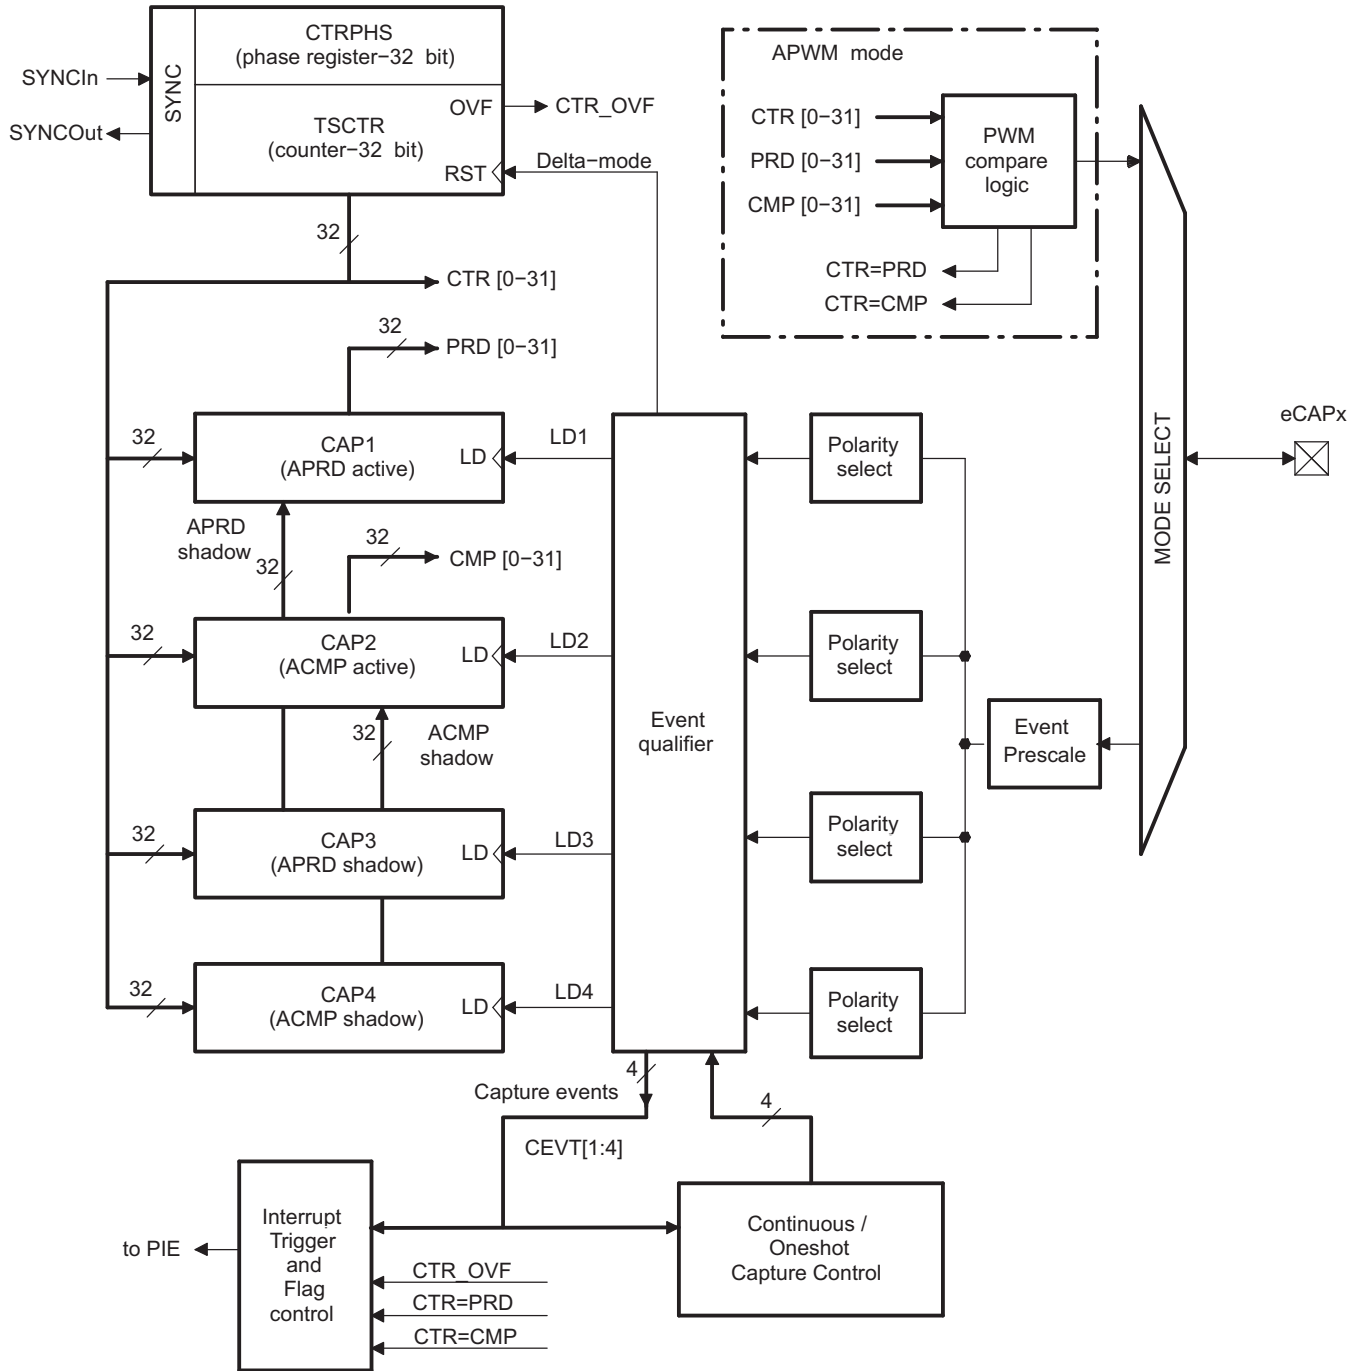 CTRPHS
(phase register−32 bit)
SYNC
SYNCIn
SYNCOut
OVF
CTR_OVF
TSCTR
(counter−32 bit)
RST
Delta−mode
32
CTR [0−31]
32
PRD [0−31]
APWM mode
CTR [0−31]
PRD [0−31]
CMP [0−31]
PWM
compare
logic
CTR=PRD
CTR=CMP
32
CAP1
(APRD active)
LD
LD1
Polarity
select
eCAPx
MODE SELECT
APRD
shadow
32
32
CMP [0−31]
32
CAP2
(ACMP active)
LD
LD2
Polarity
select
32
ACMP
shadow
Event
qualifier
Event
Prescale
32
CAP3
(APRD shadow)
LD
LD3
Polarity
select
32
CAP4
(ACMP shadow)
LD
LD4
Polarity
select
4
Capture events
4
CEVT[1:4]
Interrupt
Trigger
and
Flag
control
to PIE
CTR_OVF
CTR=PRD
CTR=CMP
Continuous /
Oneshot
Capture Control